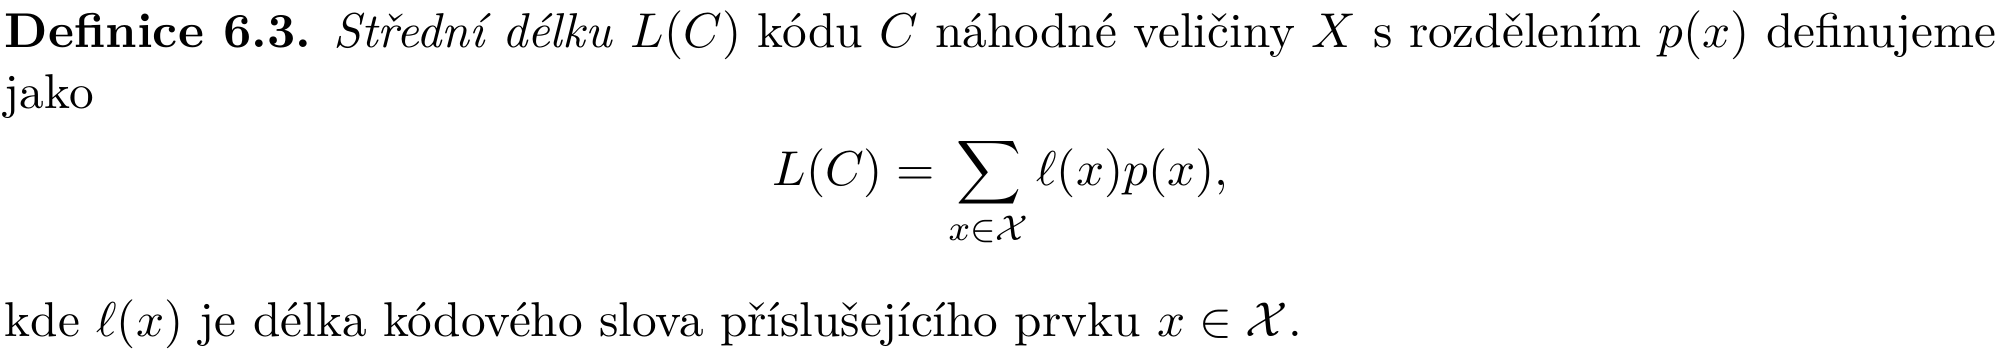 Definice 6.3. Střední délku L(C) kódu C náhodné veličiny X s rozdělením p(x) definujeme
jako
L(C) = ∑_{x∈𝒳} ℓ(x)p(x),
kde ℓ(x) je délka kódového slova příslušejícího prvku x ∈ 𝒳.